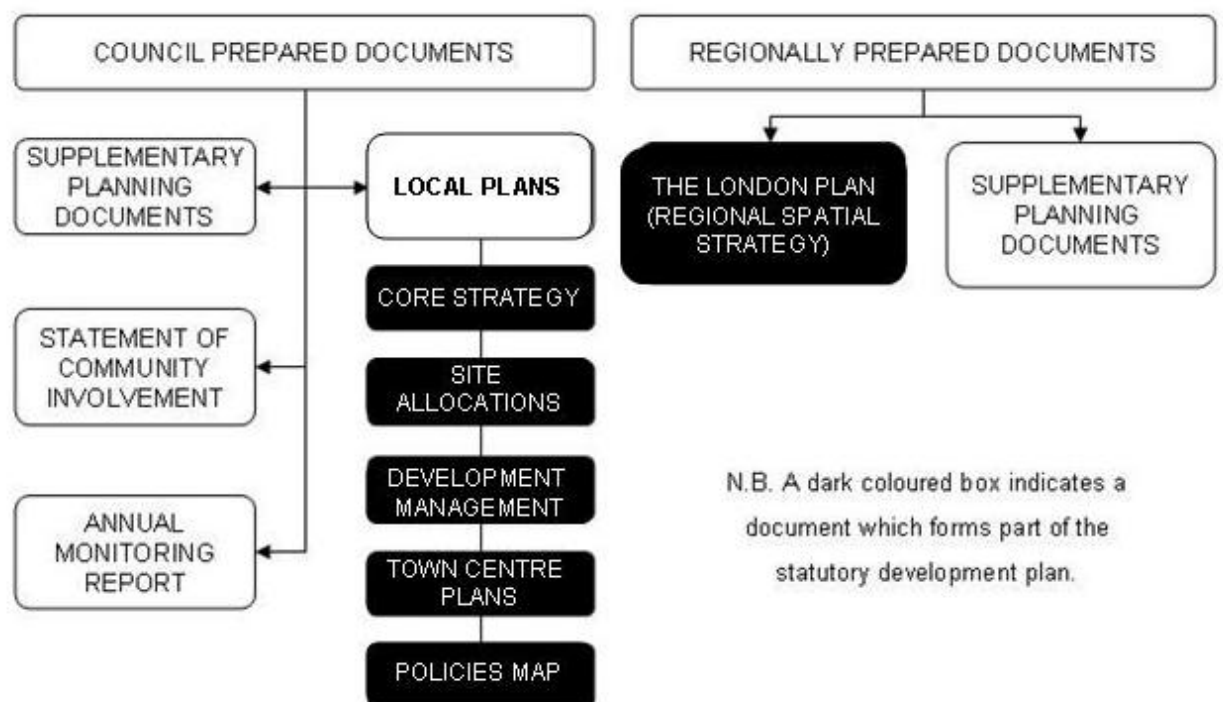 COUNCIL PREPARED DOCUMENTS
REGIONALLY PREPARED DOCUMENTS
SUPPLEMENTARY
PLANNING
DOCUMENTS
LOCAL PLANS
THE LONDON PLAN
(REGIONAL SPATIAL
STRATEGY)
SUPPLEMENTARY
PLANNING
DOCUMENTS
CORE STRATEGY
STATEMENT OF
COMMUNITY
INVOLVEMENT
SITE
ALLOCATIONS
DEVELOPMENT
MANAGEMENT
ANNUAL
MONITORING
REPORT
TOWN CENTRE
PLANS
POLICIES MAP
N.B. A dark coloured box indicates a
document which forms part of the
statutory development plan.